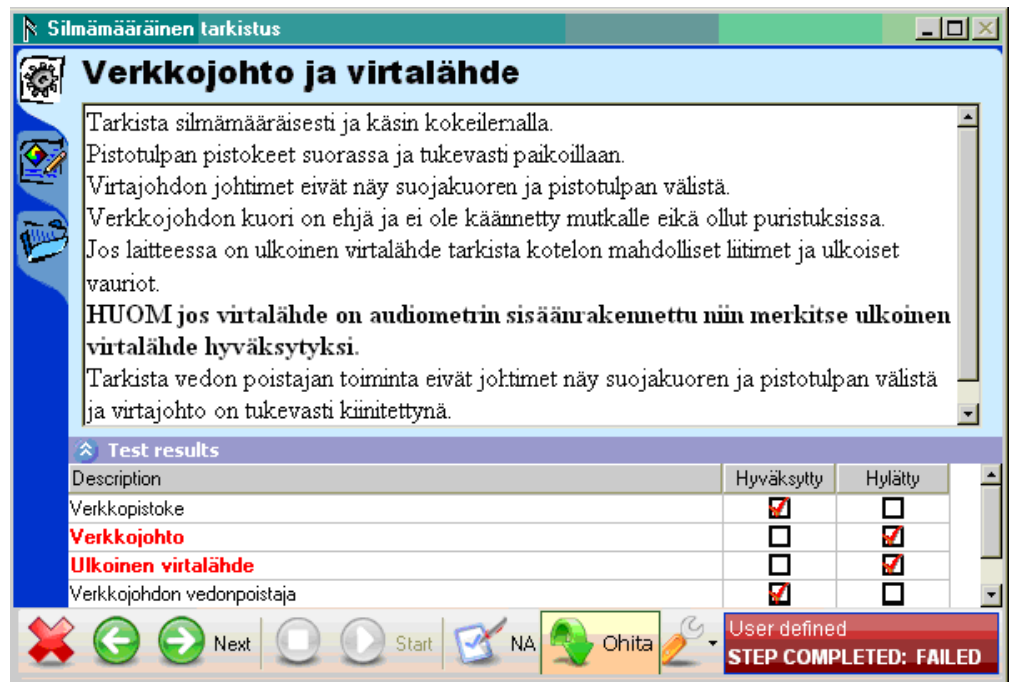 Silmämääräinen tarkistus
Verkkojohto ja virtalähde
Tarkista silmämääräisesti ja käsin kokeilemalla.
Pistotulpan pistokeet suorassa ja tukevasti paikoillaan.
Virtajohdon johtimet eivät näy suojakuoren ja pistotulpan välistä.
Verkkojohdon kuori on ehjä ja ei ole käännetty mutkalle eikä ollut puristuksissa.
Jos laitteessa on ulkoinen virtalähde tarkista kotelon mahdolliset liitimet ja ulkoiset
vauriot.
HUOM jos virtalähde on audiometrin sisäänrakennettu niin merkitse ulkoinen
virtalähde hyväksytyksi.
Tarkista vedon poistajan toiminta eivät johtimet näy suojakuoren ja pistotulpan välistä
ja virtajohto on tukevasti kiinitettynä.
Test results
Description Hyväksytty Hylätty
Verkkopistoke
Verkkojohto
Ulkoinen virtalähde
Verkkojohdon vedonpoistaja
Next Start NA Ohita User defined
STEP COMPLETED: FAILED